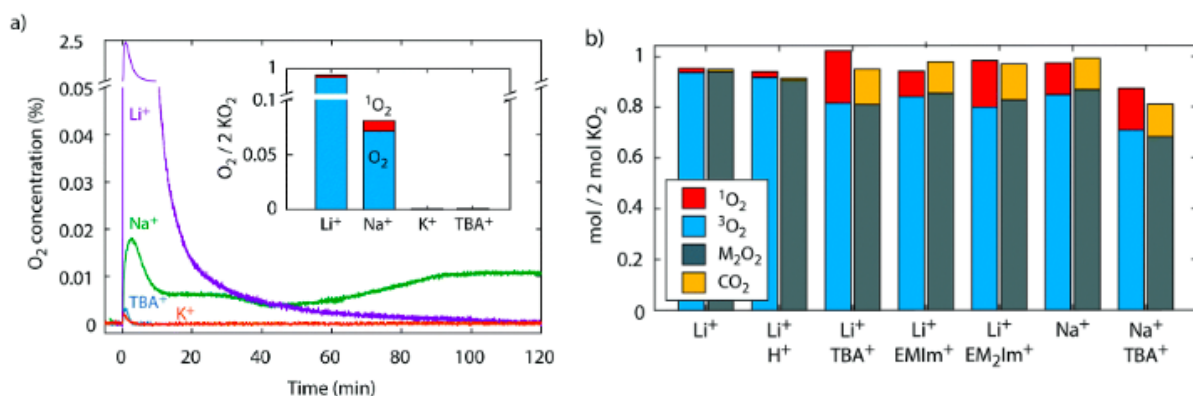 a)
2.5
0.05
0.04
0.03
0.02
0.01
0
O₂ concentration (%)
Li⁺
Na⁺
TBA⁺
K⁺
0
20
40
60
80
100
120
Time (min)
1
0.1
0.05
0
O₂ / 2 KO₂
¹O₂
O₂
Li⁺
Na⁺
K⁺
TBA⁺
b)
1
0.8
0.6
0.4
0.2
0
mol / 2 mol KO₂
¹O₂
³O₂
M₂O₂
CO₂
Li⁺ Li⁺ Li⁺ Li⁺ Li⁺ Na⁺ Na⁺
H⁺ TBA⁺ EMIm⁺ EM₂Im⁺ TBA⁺